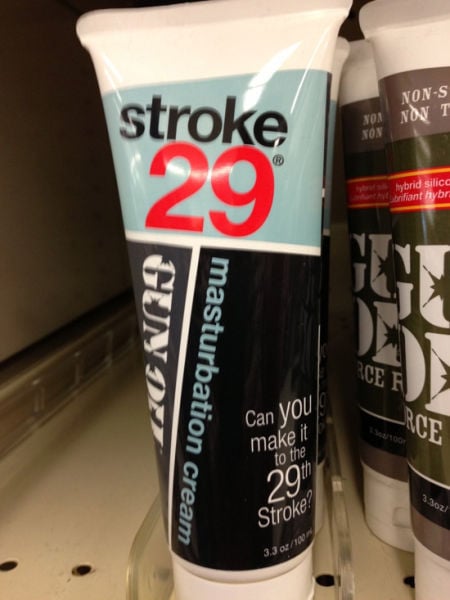 stroke
29®
GUN OIL
masturbation cream
Can you
make it
to the
29th
Stroke?
3.3 oz/100
NON
NON
NON-S
NON T
hybrid silico
ubrifiant hybr
RCE
RCE
3.3oz/